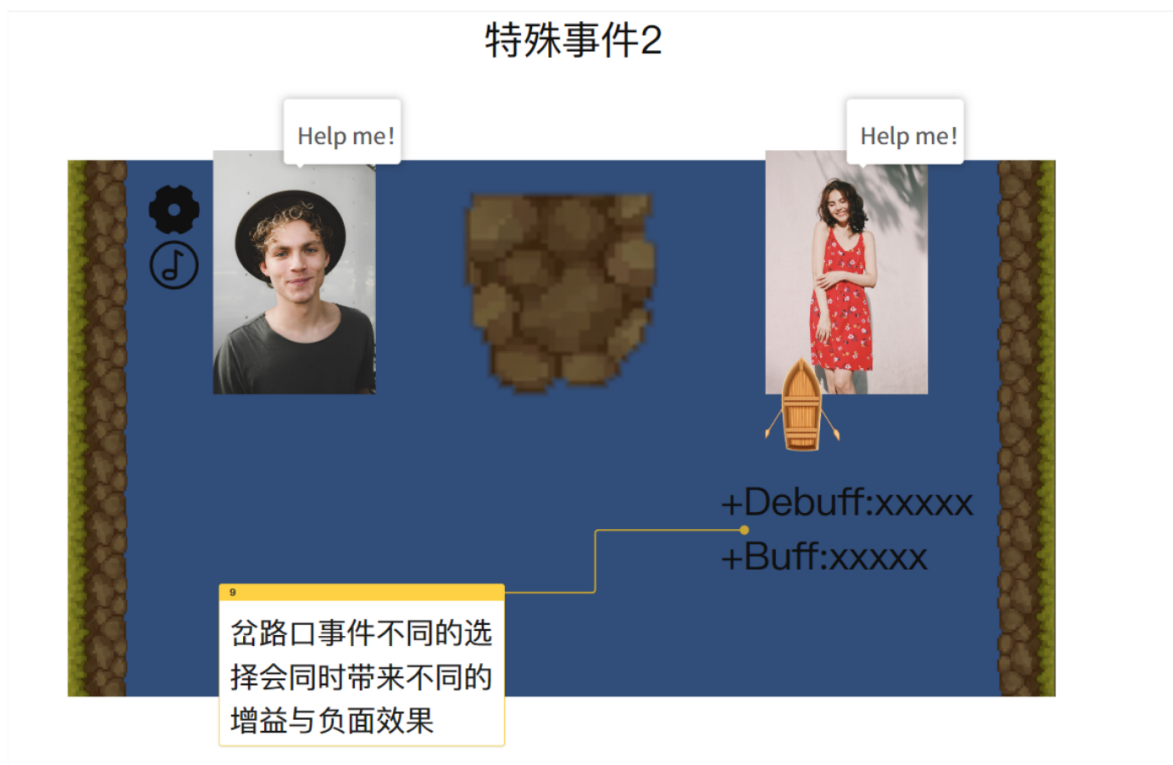 特殊事件2
Help me!
Help me!
+Debuff:xxxxx
+Buff:xxxxx
9
岔路口事件不同的选
择会同时带来不同的
增益与负面效果